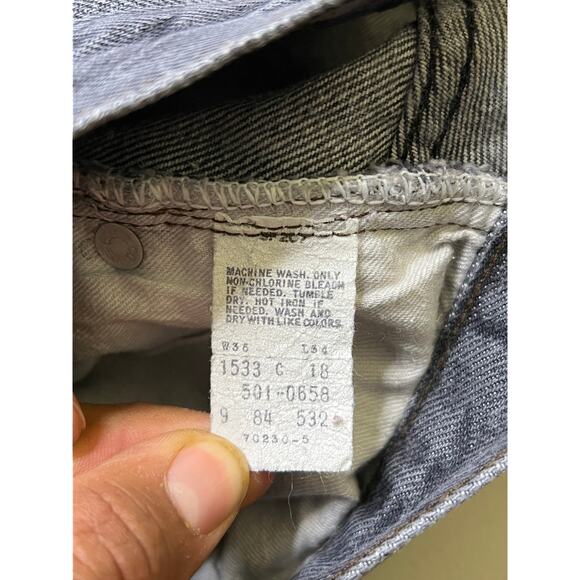 MACHINE WASH. ONLY
NON-CHLORINE BLEACH
IF NEEDED. TUMBLE
DRY. HOT IRON IF
NEEDED. WASH AND
DRY WITH LIKE COLORS.
W36 L34
1533 C 18
501-0658
9 84 532
70230-5